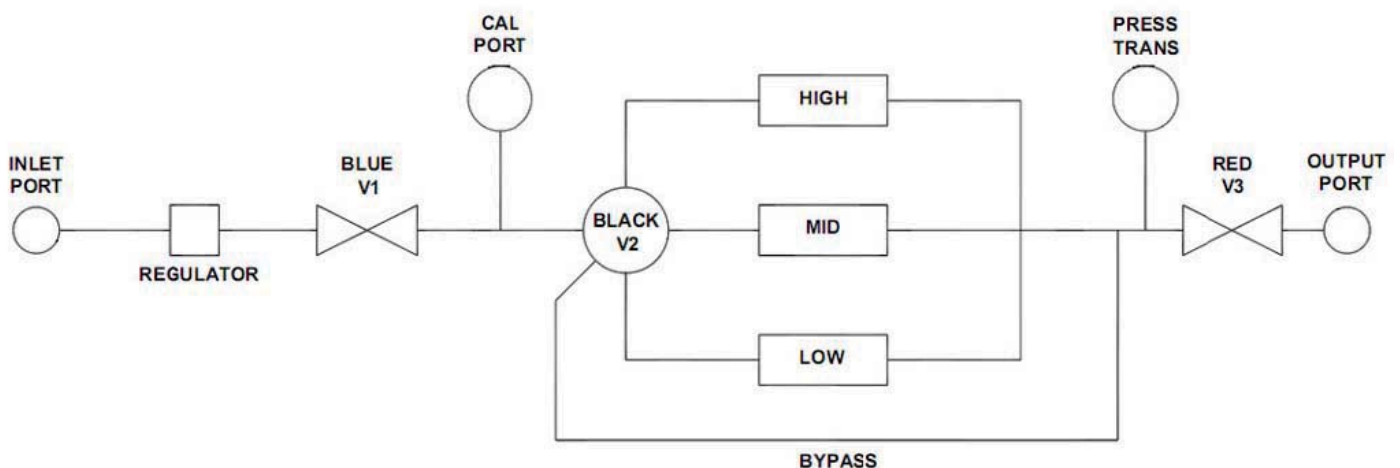 INLET
PORT
REGULATOR
BLUE
V1
CAL
PORT
BLACK
V2
HIGH
MID
LOW
BYPASS
PRESS
TRANS
RED
V3
OUTPUT
PORT